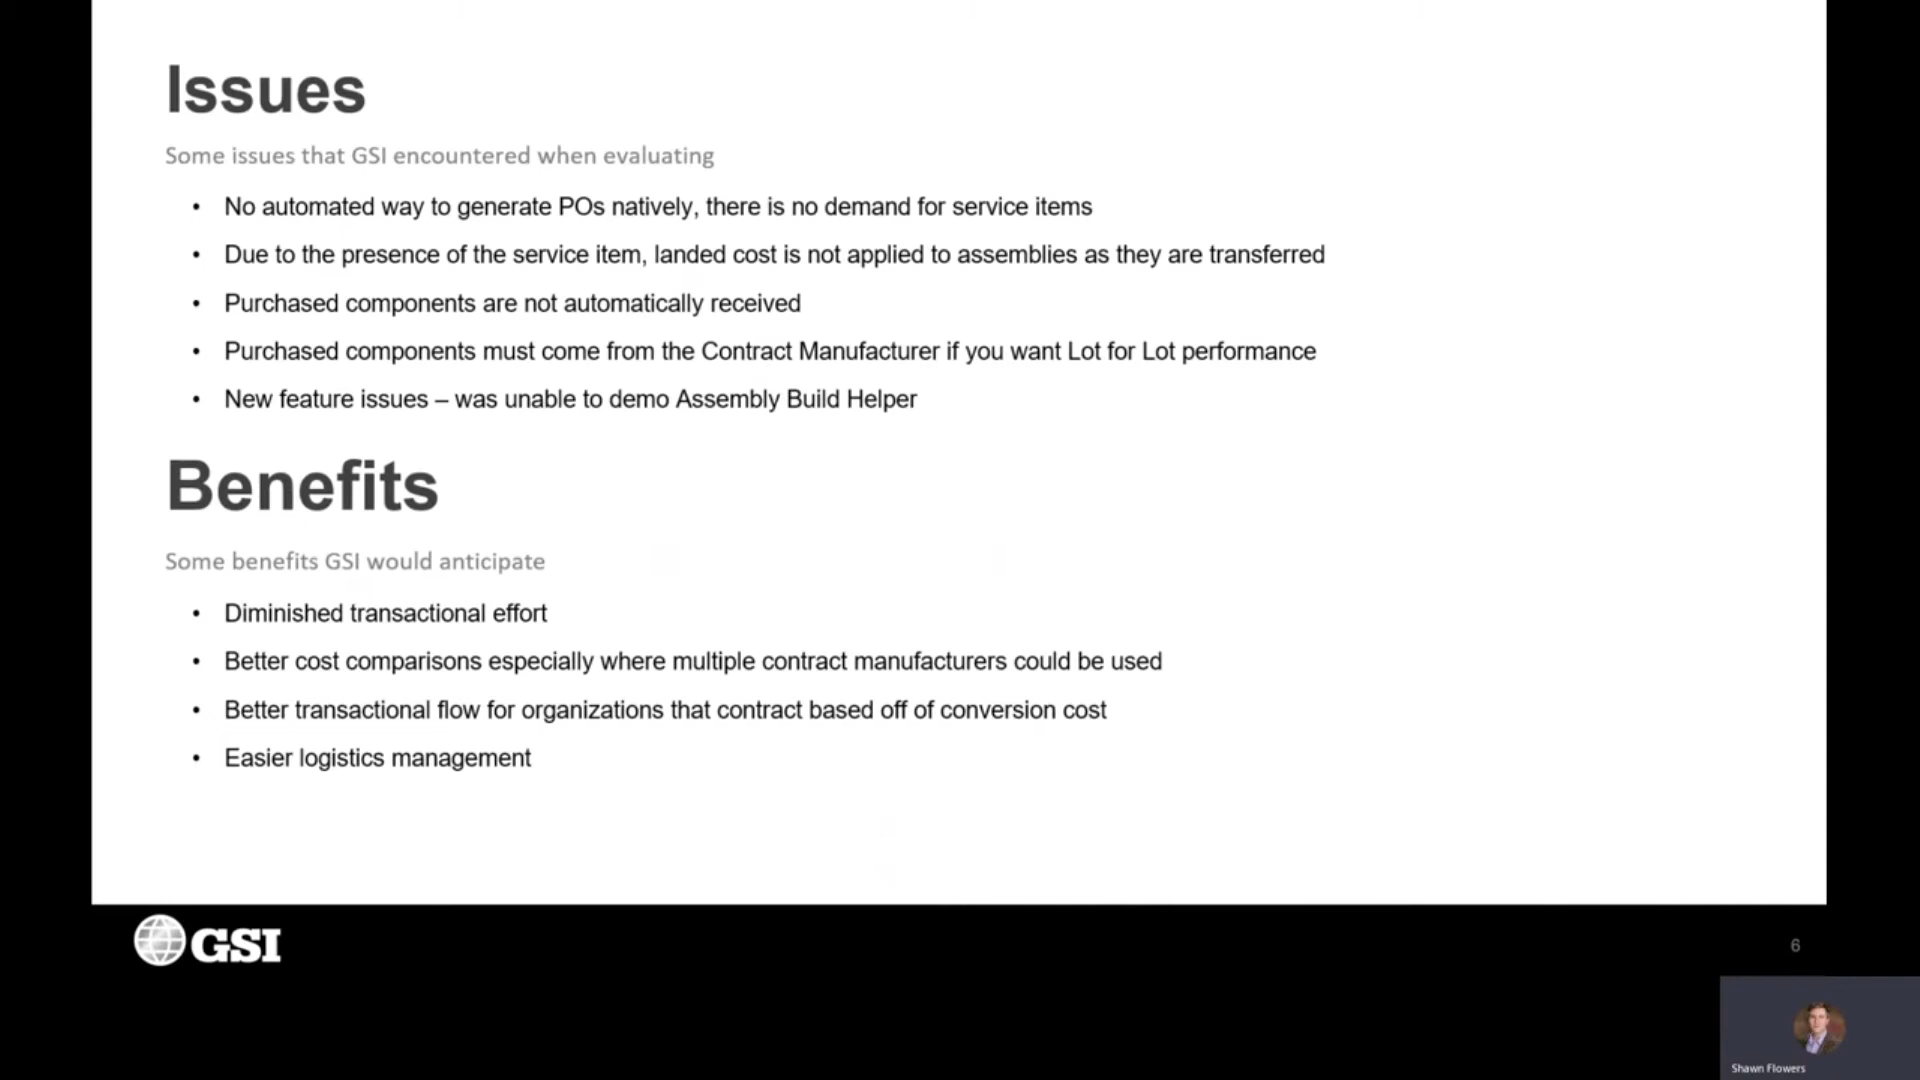 Issues
Some issues that GSI encountered when evaluating
• No automated way to generate POs natively, there is no demand for service items
• Due to the presence of the service item, landed cost is not applied to assemblies as they are transferred
• Purchased components are not automatically received
• Purchased components must come from the Contract Manufacturer if you want Lot for Lot performance
• New feature issues – was unable to demo Assembly Build Helper
Benefits
Some benefits GSI would anticipate
• Diminished transactional effort
• Better cost comparisons especially where multiple contract manufacturers could be used
• Better transactional flow for organizations that contract based off of conversion cost
• Easier logistics management
GSI
6
Shawn Flowers